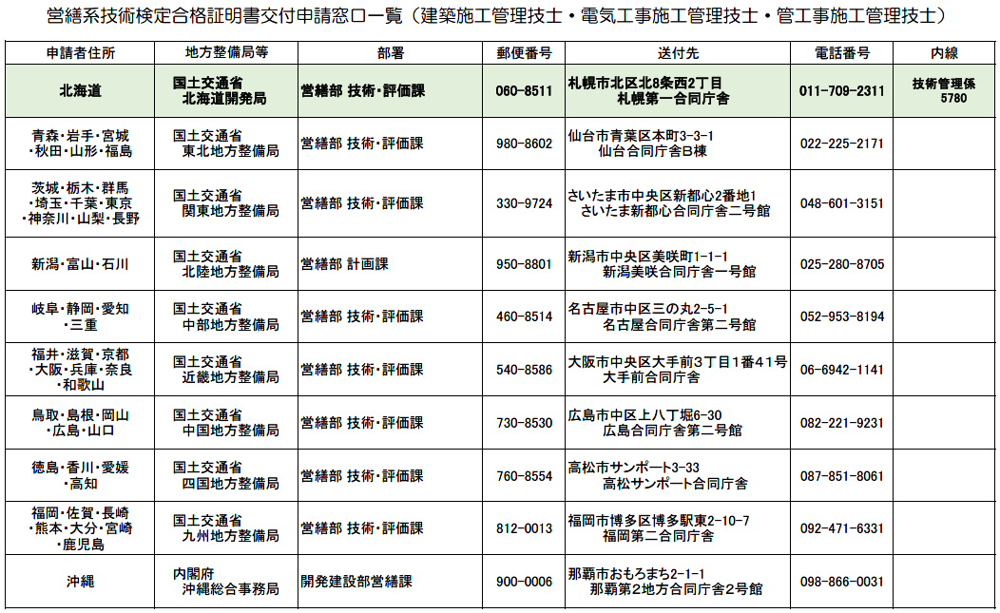 営繕系技術検定合格証明書交付申請窓口一覧（建築施工管理技士・電気工事施工管理技士・管工事施工管理技士）
申請者住所 地方整備局等 部署 郵便番号 送付先 電話番号 内線
北海道 国土交通省 北海道開発局 営繕部 技術・評価課 060-8511 札幌市北区北8条西2丁目 札幌第一合同庁舎 011-709-2311 技術管理係 5780
青森・岩手・宮城
・秋田・山形・福島
国土交通省
東北地方整備局
営繕部 技術・評価課
980-8602
仙台市青葉区本町3-3-1
仙台合同庁舎Ｂ棟
022-225-2171
茨城・栃木・群馬
・埼玉・千葉・東京
・神奈川・山梨・長野
国土交通省
関東地方整備局
営繕部 技術・評価課
330-9724
さいたま市中央区新都心2番地1
さいたま新都心合同庁舎二号館
048-601-3151
新潟・富山・石川
国土交通省
北陸地方整備局
営繕部 計画課
950-8801
新潟市中央区美咲町1-1-1
新潟美咲合同庁舎一号館
025-280-8705
岐阜・静岡・愛知
・三重
国土交通省
中部地方整備局
営繕部 技術・評価課
460-8514
名古屋市中区三の丸2-5-1
名古屋合同庁舎第二号館
052-953-8194
福井・滋賀・京都
・大阪・兵庫・奈良
・和歌山
国土交通省
近畿地方整備局
営繕部 技術・評価課
540-8586
大阪市中央区大手前３丁目１番４１号
大手前合同庁舎
06-6942-1141
鳥取・島根・岡山
・広島・山口
国土交通省
中国地方整備局
営繕部 技術・評価課
730-8530
広島市中区上八丁堀6-30
広島合同庁舎第二号館
082-221-9231
徳島・香川・愛媛
・高知
国土交通省
四国地方整備局
営繕部 技術・評価課
760-8554
高松市サンポート3-33
高松サンポート合同庁舎
087-851-8061
福岡・佐賀・長崎
・熊本・大分・宮崎
・鹿児島
国土交通省
九州地方整備局
営繕部 技術・評価課
812-0013
福岡市博多区博多駅東2-10-7
福岡第二合同庁舎
092-471-6331
沖縄
内閣府
沖縄総合事務局
開発建設部営繕課
900-0006
那覇市おもろまち2-1-1
那覇第２地方合同庁舎２号館
098-866-0031